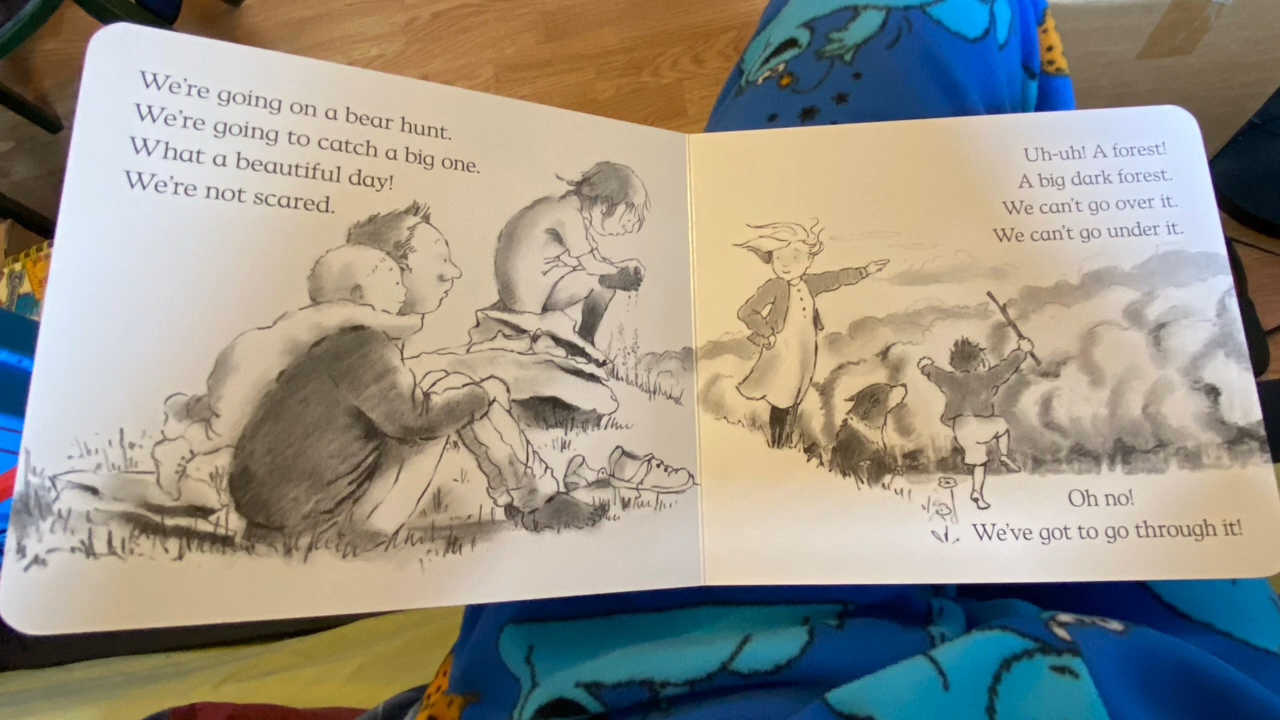 We're going on a bear hunt.
We're going to catch a big one.
What a beautiful day!
We're not scared.
Uh-uh! A forest!
A big dark forest.
We can't go over it.
We can't go under it.
Oh no!
We've got to go through it!